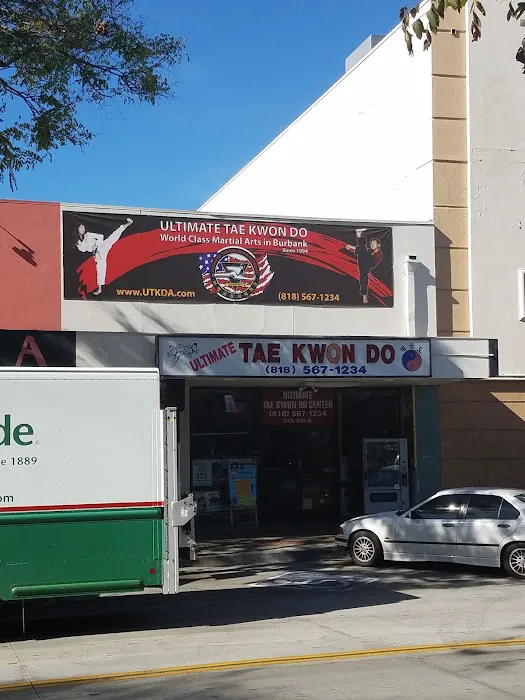 ULTIMATE TAE KWON DO
World Class Martial Arts in Burbank
Since 1994
www.UTKDA.com
(818) 567-1234
A
ULTIMATE TAE KWON DO
(818) 567-1234
ULTIMATE
TAE KWON DO CENTER
(818) 567-1234
de
e 1889
om